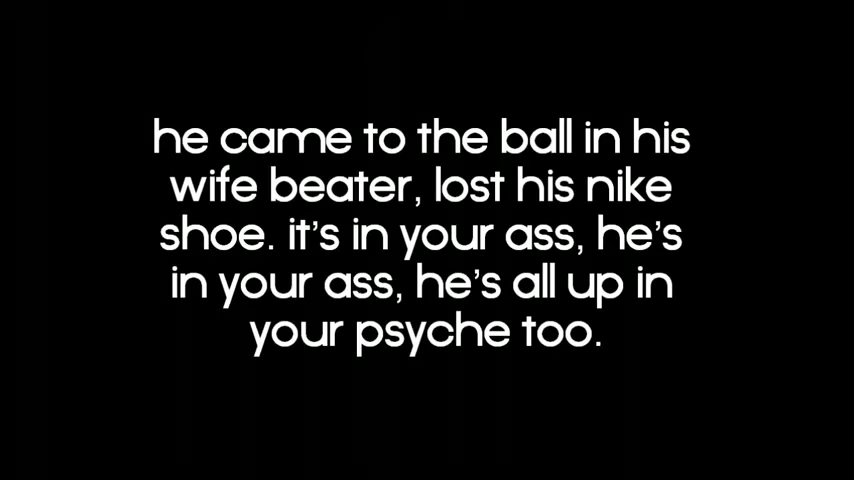 he came to the ball in his
wife beater, lost his nike
shoe. it's in your ass, he's
in your ass, he's all up in
your psyche too.